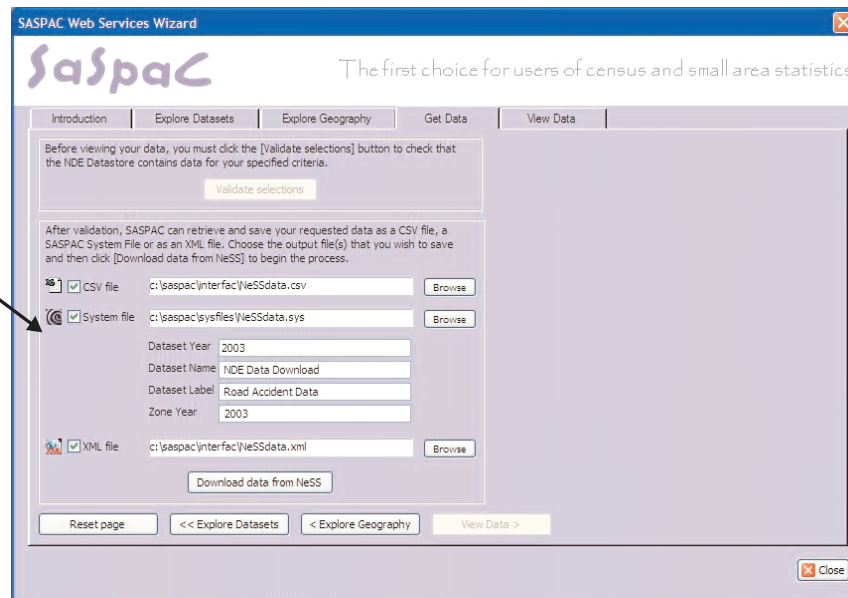 SASPAC Web Services Wizard
SaSpaC
The first choice for users of census and small area statistics
Introduction
Explore Datasets
Explore Geography
Get Data
View Data
Before viewing your data, you must click the [Validate selections] button to check that
the NDE Datastore contains data for your specified criteria.
Validate selections
After validation, SASPAC can retrieve and save your requested data as a CSV file, a
SASPAC System File or as an XML file. Choose the output file(s) that you wish to save
and then click [Download data from NeSS] to begin the process.
CSV file c:\saspac\interfac\NeSSdata.csv Browse
System file c:\saspac\sysfiles\NeSSdata.sys Browse
Dataset Year 2003
Dataset Name NDE Data Download
Dataset Label Road Accident Data
Zone Year 2003
XML file c:\saspac\interfac\NeSSdata.xml Browse
Download data from NeSS
Reset page
<< Explore Datasets
< Explore Geography
View Data >
Close